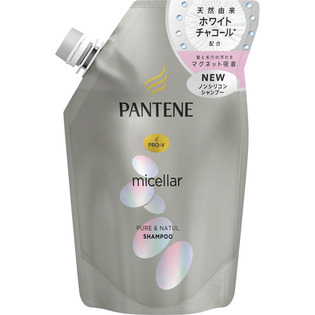 天然由来
ホワイト
チャコール*
配合
髪と毛穴の汚れを
マグネット吸着
NEW
ノンシリコン
シャンプー
PANTENE
PRO-V
micellar
PURE & NATUL
SHAMPOO